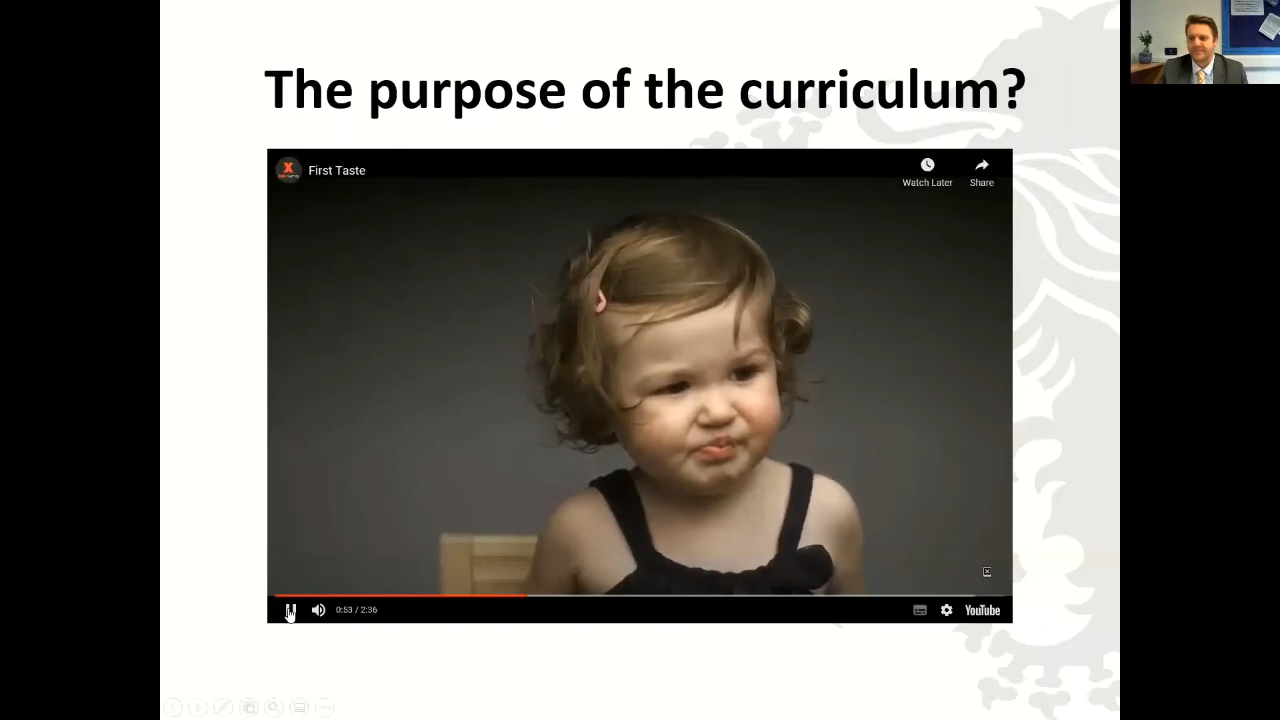 The purpose of the curriculum?
First Taste
Watch Later
Share
0:53 / 2:36
YouTube